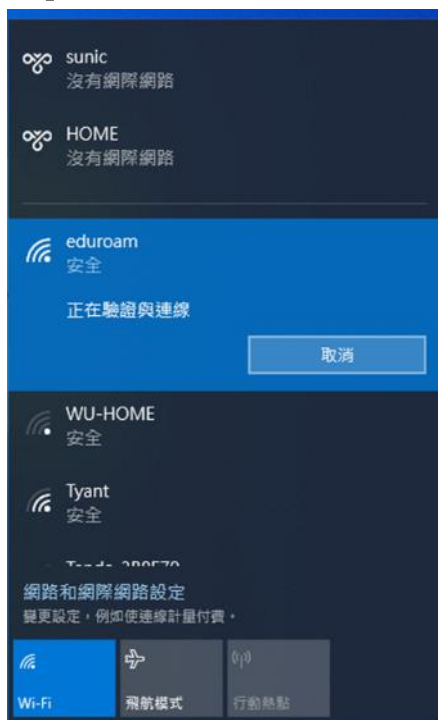 sunic
沒有網際網路
HOME
沒有網際網路
eduroam
安全
正在驗證與連線
取消
WU-HOME
安全
Tyant
安全
網路和網際網路設定
變更設定，例如使連線計量付費。
Wi-Fi
飛航模式
行動熱點